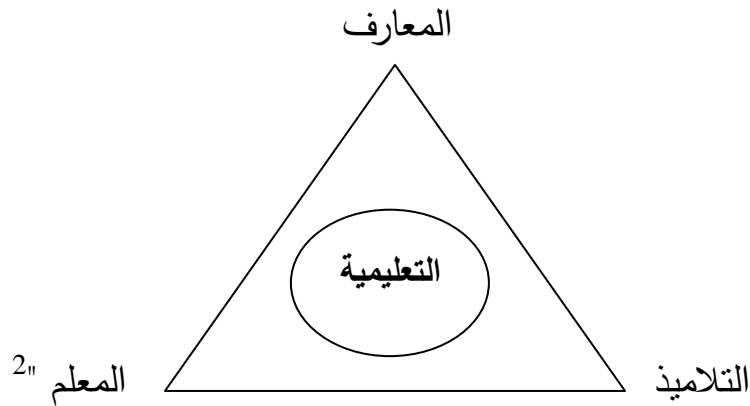 المعارف
التعليمية
التلاميذ
المعلم "2